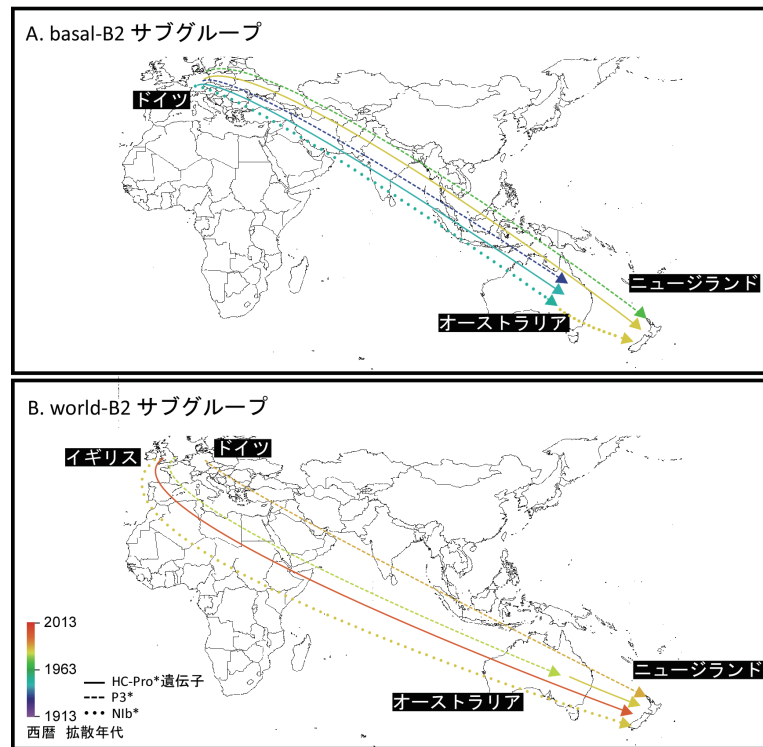 A. basal-B2 サブグループ
ドイツ
ニュージランド
オーストラリア
B. world-B2 サブグループ
イギリス
ドイツ
ニュージランド
オーストラリア
2013
1963
1913
HC-Pro*遺伝子
P3*
NIb*
西暦 拡散年代